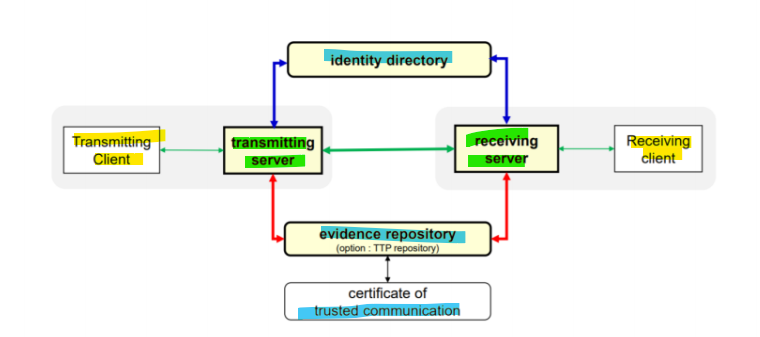 identity directory
Transmitting
Client
transmitting
server
receiving
server
Receiving
client
evidence repository
(option : TTP repository)
certificate of
trusted communication